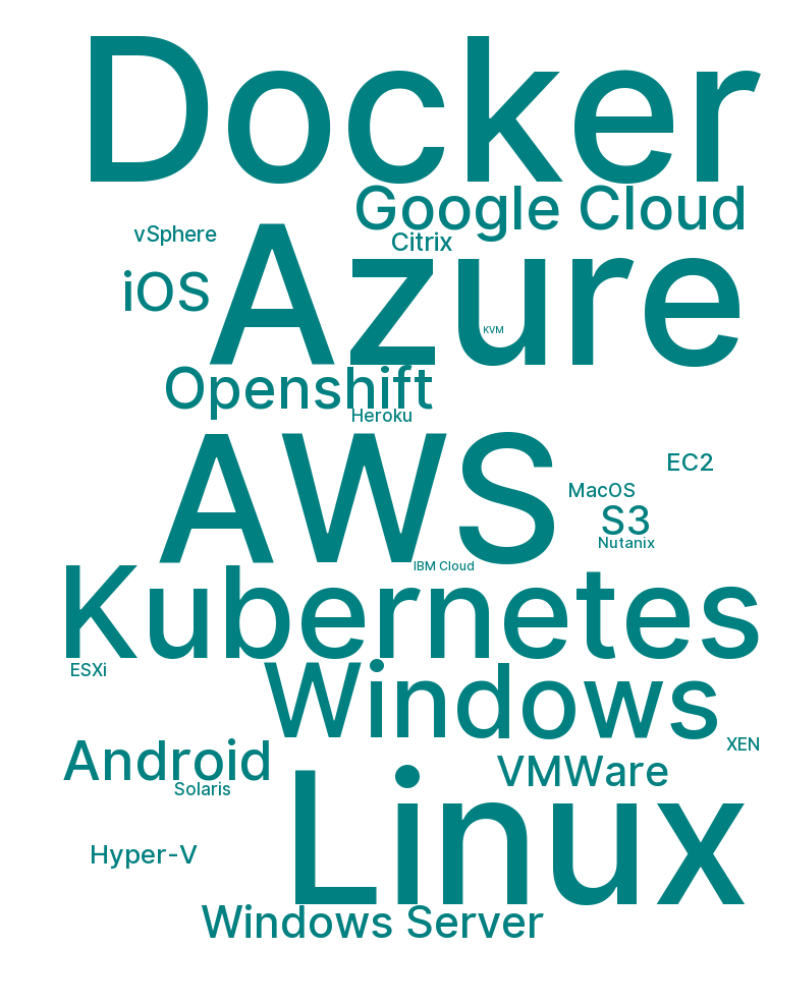 Docker
Google Cloud
vSphere
Citrix
iOS
Azure
KVM
Openshift
Heroku
AWS
EC2
MacOS
S3
Nutanix
IBM Cloud
Kubernetes
ESXi
Windows
XEN
Android
VMWare
Solaris
Linux
Hyper-V
Windows Server